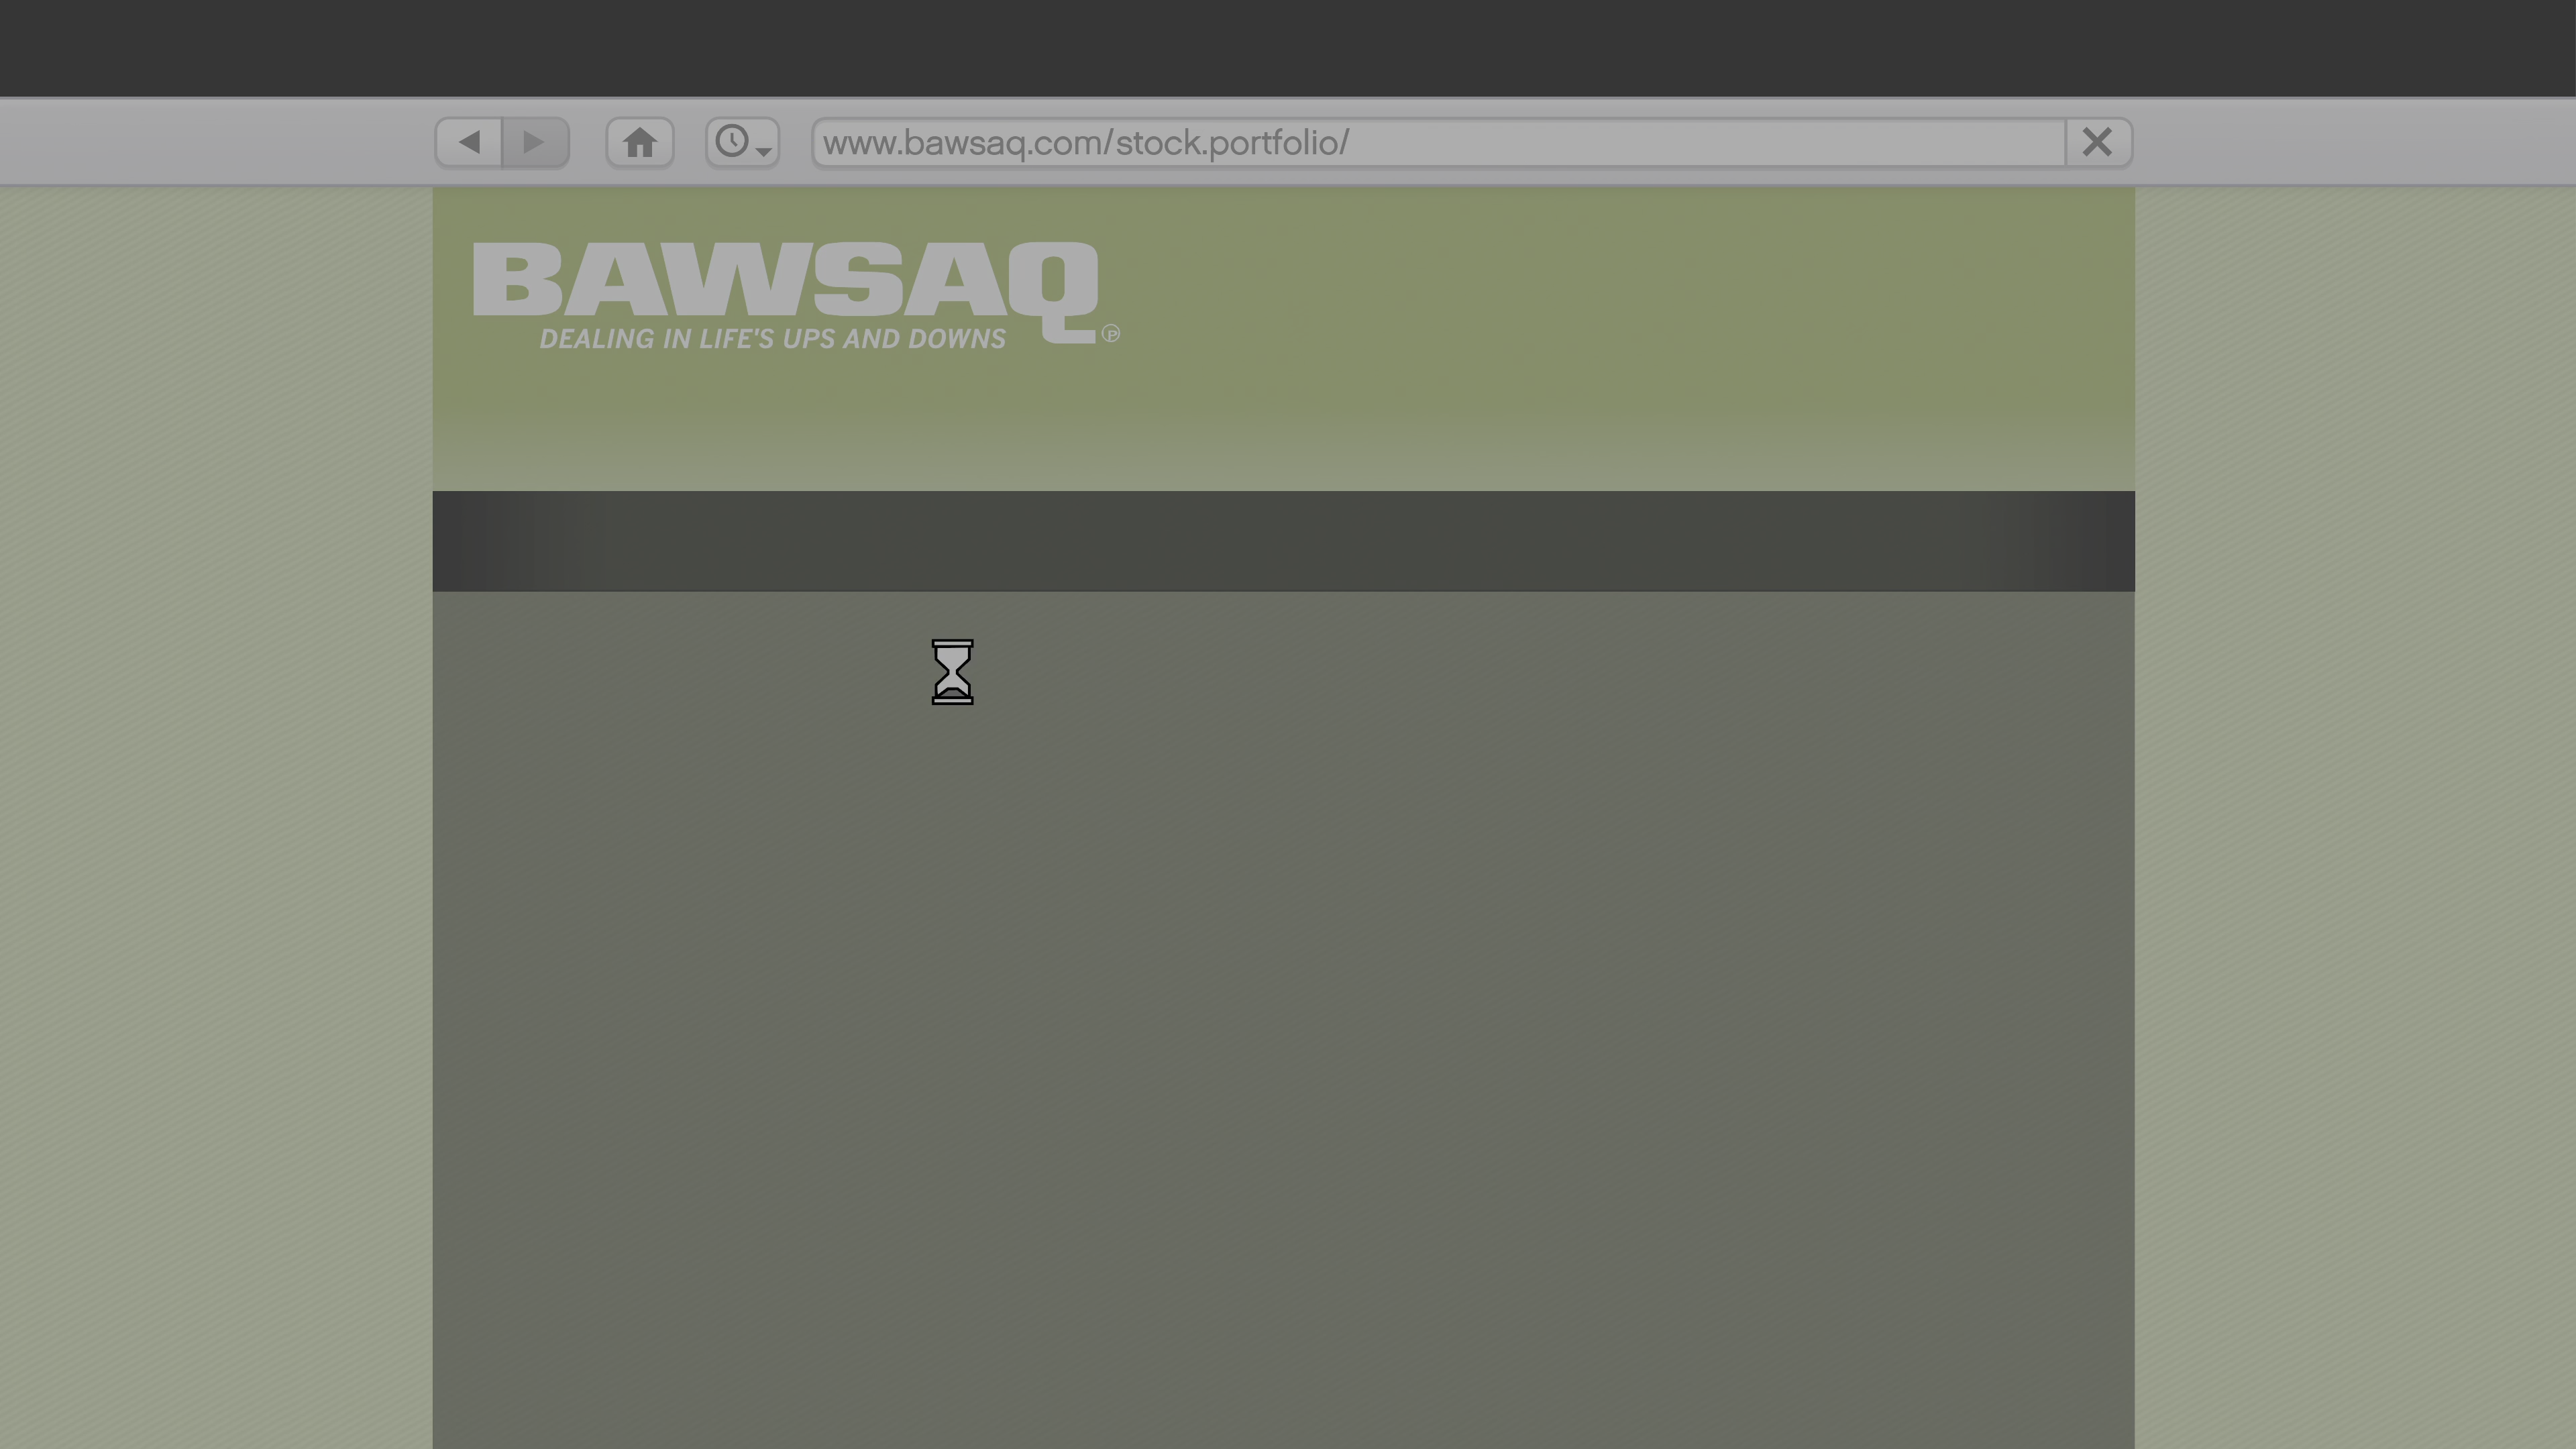 www.bawsaq.com/stock.portfolio/
BAWSAQ
DEALING IN LIFE'S UPS AND DOWNS ℗